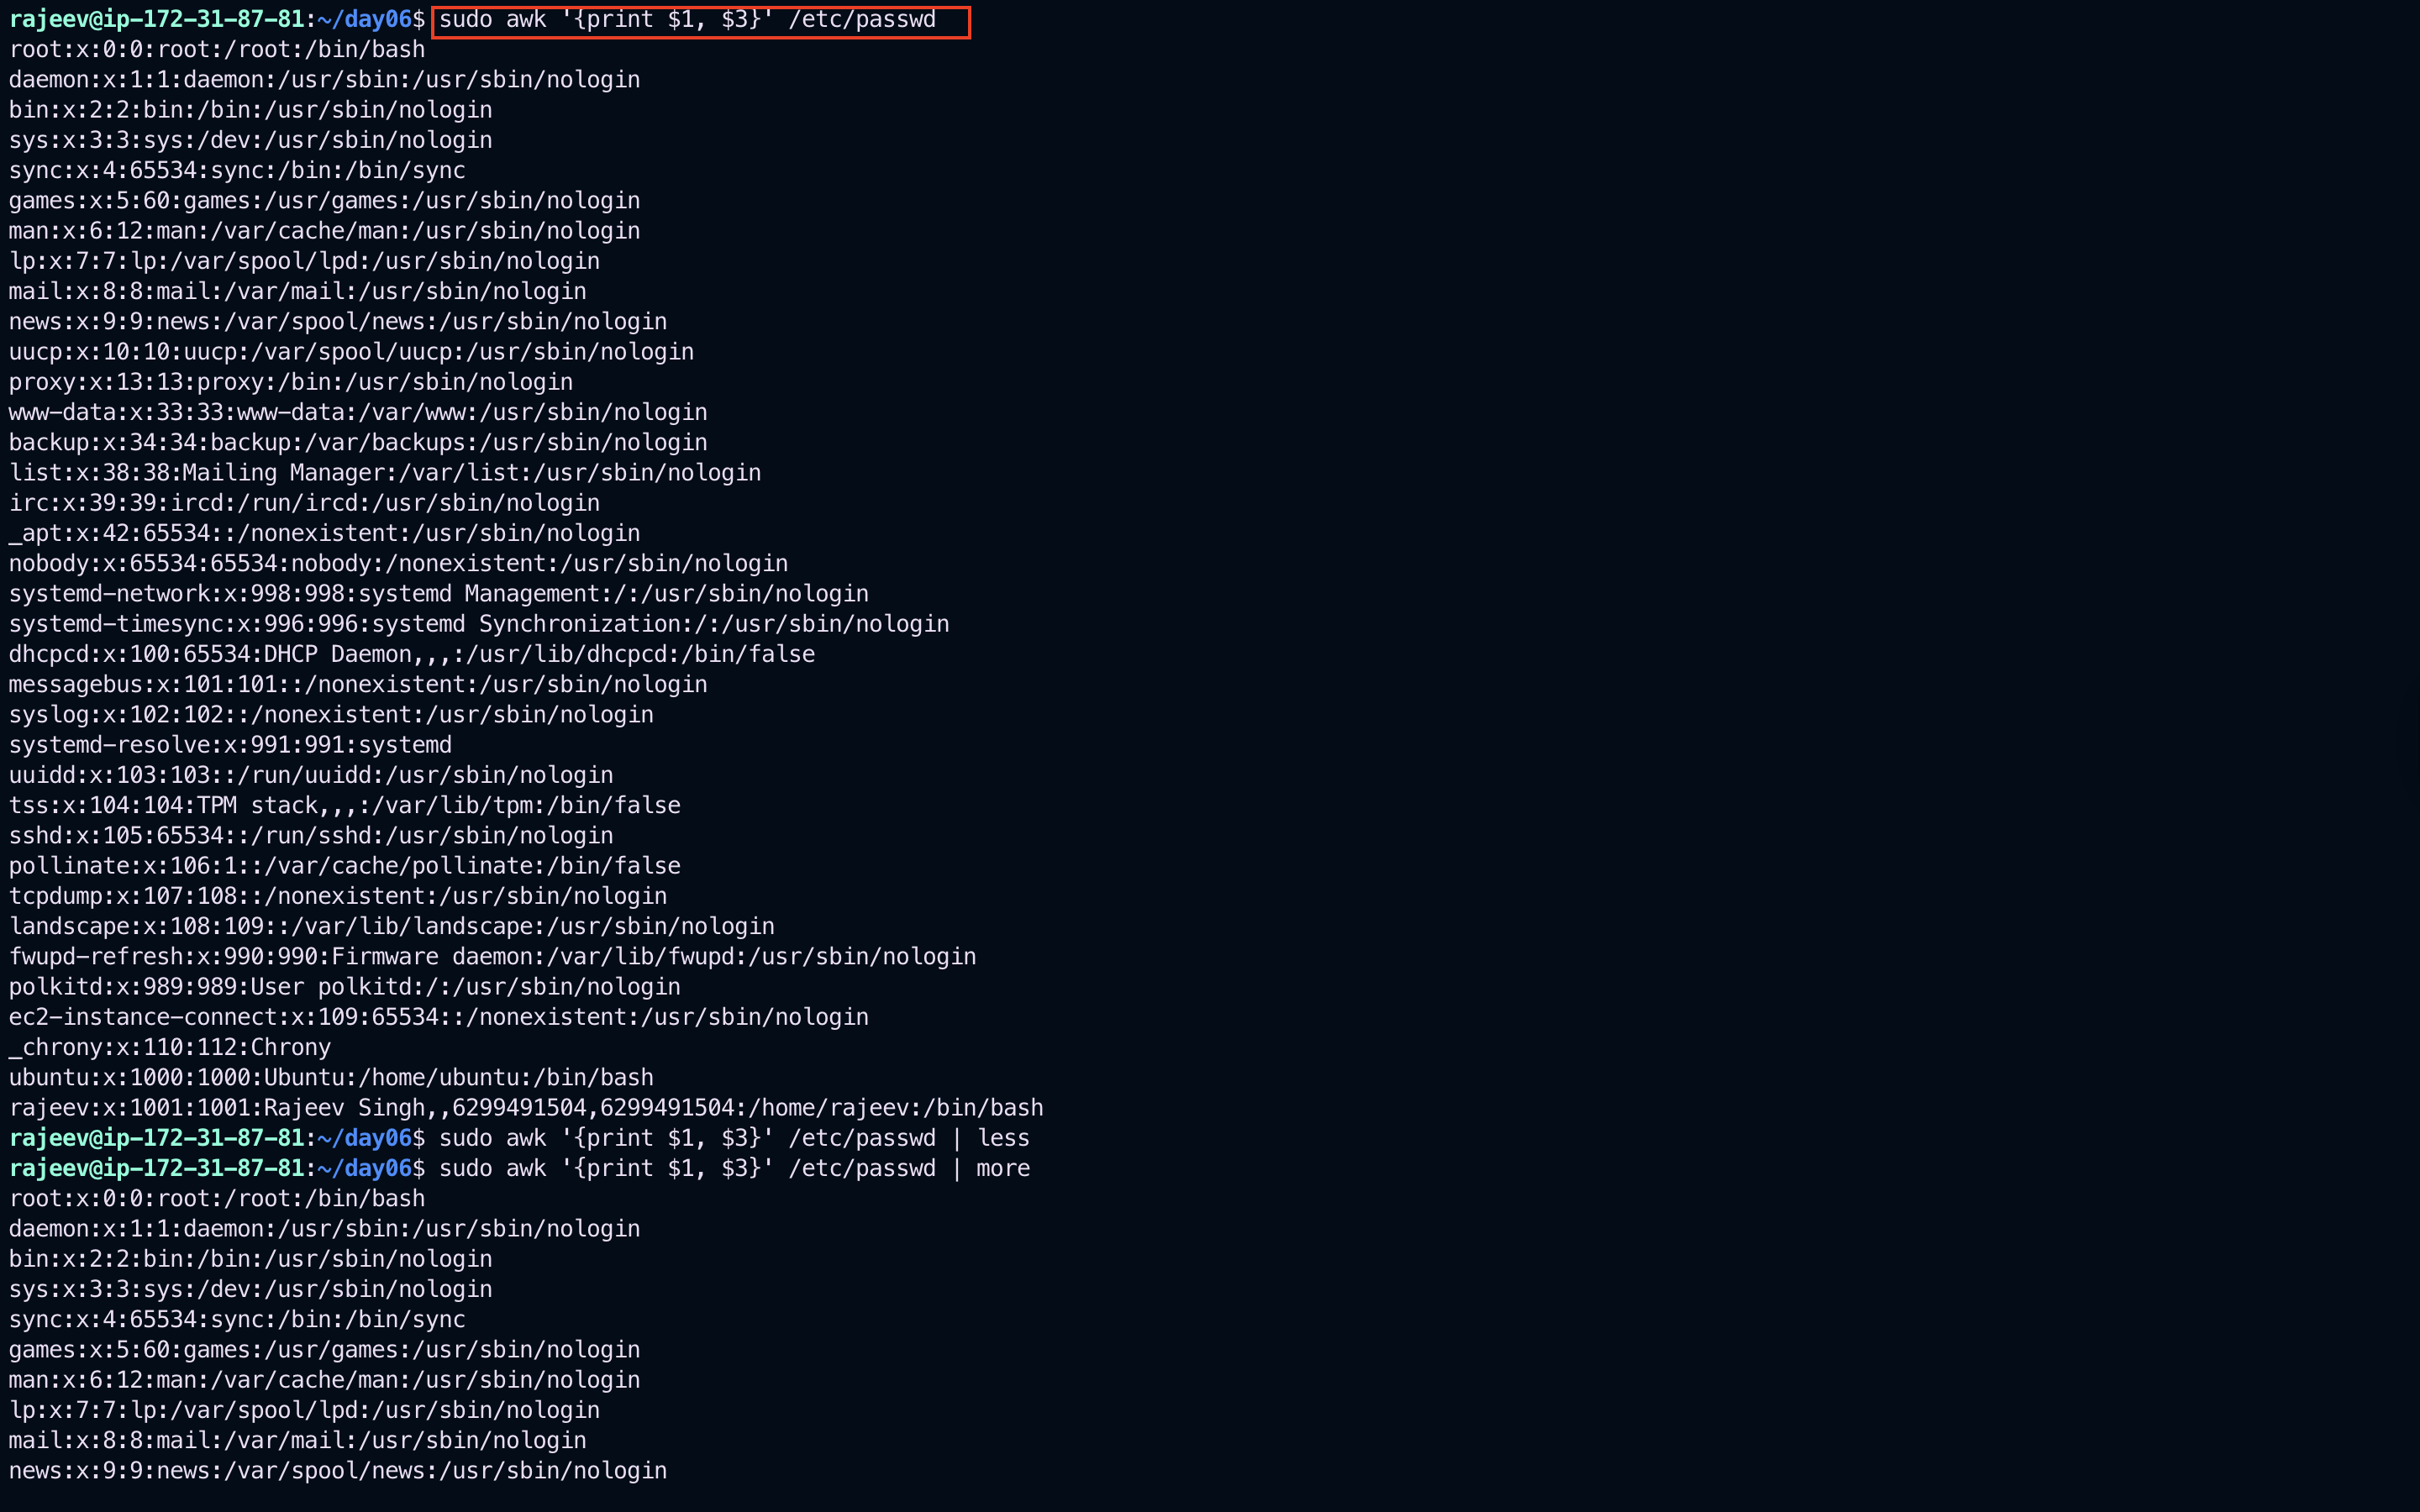 rajeev@ip-172-31-87-81:~/day06$ sudo awk '{print $1, $3}' /etc/passwd
root:x:0:0:root:/root:/bin/bash
daemon:x:1:1:daemon:/usr/sbin:/usr/sbin/nologin
bin:x:2:2:bin:/bin:/usr/sbin/nologin
sys:x:3:3:sys:/dev:/usr/sbin/nologin
sync:x:4:65534:sync:/bin:/bin/sync
games:x:5:60:games:/usr/games:/usr/sbin/nologin
man:x:6:12:man:/var/cache/man:/usr/sbin/nologin
lp:x:7:7:lp:/var/spool/lpd:/usr/sbin/nologin
mail:x:8:8:mail:/var/mail:/usr/sbin/nologin
news:x:9:9:news:/var/spool/news:/usr/sbin/nologin
uucp:x:10:10:uucp:/var/spool/uucp:/usr/sbin/nologin
proxy:x:13:13:proxy:/bin:/usr/sbin/nologin
www-data:x:33:33:www-data:/var/www:/usr/sbin/nologin
backup:x:34:34:backup:/var/backups:/usr/sbin/nologin
list:x:38:38:Mailing Manager:/var/list:/usr/sbin/nologin
irc:x:39:39:ircd:/run/ircd:/usr/sbin/nologin
_apt:x:42:65534::/nonexistent:/usr/sbin/nologin
nobody:x:65534:65534:nobody:/nonexistent:/usr/sbin/nologin
systemd-network:x:998:998:systemd Management:/:/usr/sbin/nologin
systemd-timesync:x:996:996:systemd Synchronization:/:/usr/sbin/nologin
dhcpcd:x:100:65534:DHCP Daemon,,,:/usr/lib/dhcpcd:/bin/false
messagebus:x:101:101::/nonexistent:/usr/sbin/nologin
syslog:x:102:102::/nonexistent:/usr/sbin/nologin
systemd-resolve:x:991:991:systemd
uuidd:x:103:103::/run/uuidd:/usr/sbin/nologin
tss:x:104:104:TPM stack,,,:/var/lib/tpm:/bin/false
sshd:x:105:65534::/run/sshd:/usr/sbin/nologin
pollinate:x:106:1::/var/cache/pollinate:/bin/false
tcpdump:x:107:108::/nonexistent:/usr/sbin/nologin
landscape:x:108:109::/var/lib/landscape:/usr/sbin/nologin
fwupd-refresh:x:990:990:Firmware daemon:/var/lib/fwupd:/usr/sbin/nologin
polkitd:x:989:989:User polkitd:/:/usr/sbin/nologin
ec2-instance-connect:x:109:65534::/nonexistent:/usr/sbin/nologin
_chrony:x:110:112:Chrony
ubuntu:x:1000:1000:Ubuntu:/home/ubuntu:/bin/bash
rajeev:x:1001:1001:Rajeev Singh,,6299491504,6299491504:/home/rajeev:/bin/bash
rajeev@ip-172-31-87-81:~/day06$ sudo awk '{print $1, $3}' /etc/passwd | less
rajeev@ip-172-31-87-81:~/day06$ sudo awk '{print $1, $3}' /etc/passwd | more
root:x:0:0:root:/root:/bin/bash
daemon:x:1:1:daemon:/usr/sbin:/usr/sbin/nologin
bin:x:2:2:bin:/bin:/usr/sbin/nologin
sys:x:3:3:sys:/dev:/usr/sbin/nologin
sync:x:4:65534:sync:/bin:/bin/sync
games:x:5:60:games:/usr/games:/usr/sbin/nologin
man:x:6:12:man:/var/cache/man:/usr/sbin/nologin
lp:x:7:7:lp:/var/spool/lpd:/usr/sbin/nologin
mail:x:8:8:mail:/var/mail:/usr/sbin/nologin
news:x:9:9:news:/var/spool/news:/usr/sbin/nologin